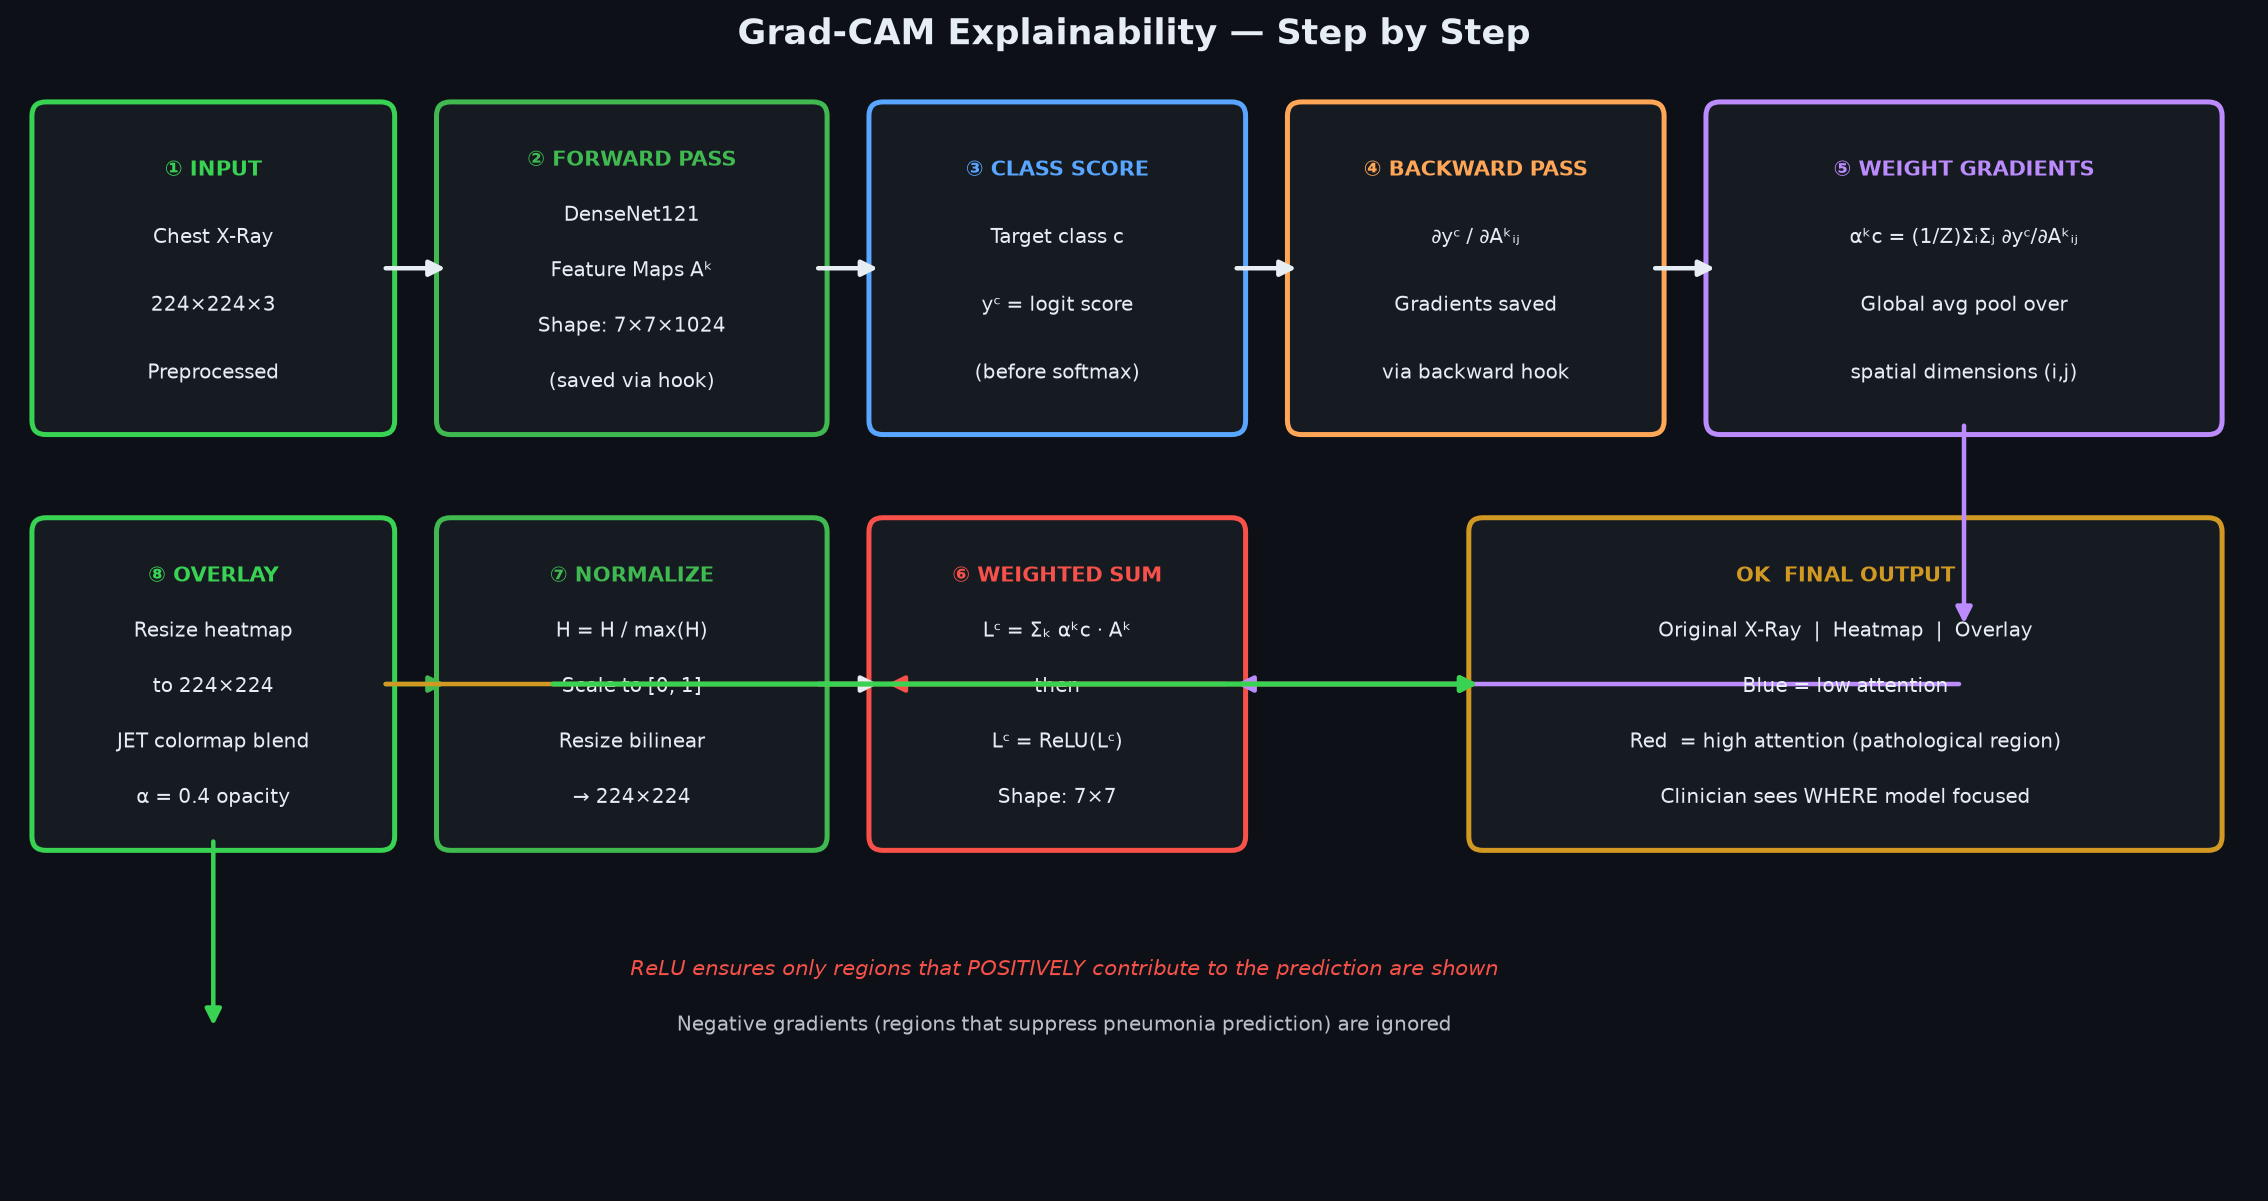 Grad-CAM Explainability — Step by Step
① INPUT
Chest X-Ray
224×224×3
Preprocessed
② FORWARD PASS
DenseNet121
Feature Maps Aᵏ
Shape: 7×7×1024
(saved via hook)
③ CLASS SCORE
Target class c
yᶜ = logit score
(before softmax)
④ BACKWARD PASS
∂yᶜ / ∂Aᵏᵢⱼ
Gradients saved
via backward hook
⑤ WEIGHT GRADIENTS
αᵏc = (1/Z)ΣᵢΣⱼ ∂yᶜ/∂Aᵏᵢⱼ
Global avg pool over
spatial dimensions (i,j)
⑧ OVERLAY
Resize heatmap
to 224×224
JET colormap blend
α = 0.4 opacity
⑦ NORMALIZE
H = H / max(H)
Scale to [0, 1]
Resize bilinear
→ 224×224
⑥ WEIGHTED SUM
Lᶜ = Σₖ αᵏc · Aᵏ
then
Lᶜ = ReLU(Lᶜ)
Shape: 7×7
OK  FINAL OUTPUT
Original X-Ray  |  Heatmap  |  Overlay
Blue = low attention
Red  = high attention (pathological region)
Clinician sees WHERE model focused
ReLU ensures only regions that POSITIVELY contribute to the prediction are shown
Negative gradients (regions that suppress pneumonia prediction) are ignored